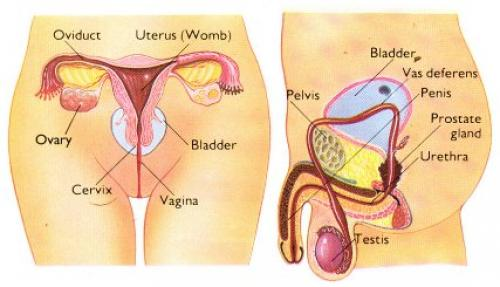 Oviduct
Uterus (Womb)
Ovary
Bladder
Cervix
Vagina
Bladder
Vas deferens
Pelvis
Penis
Prostate
gland
Urethra
Testis